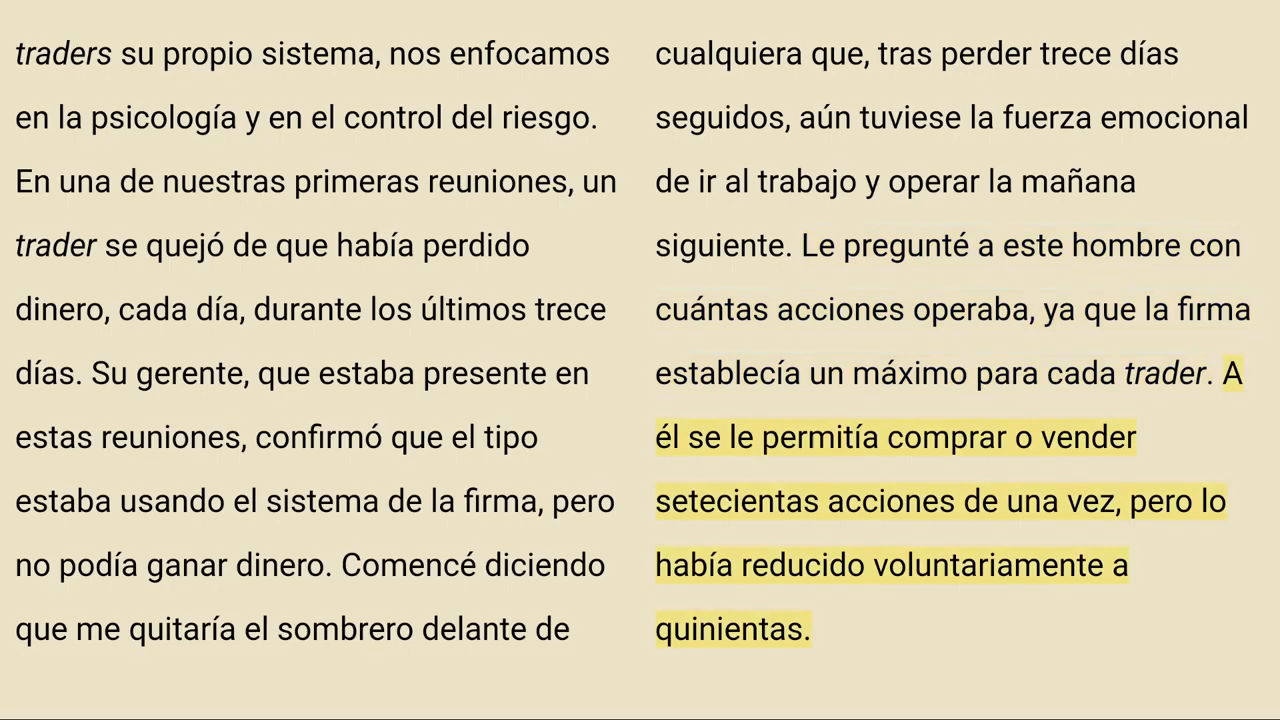 traders su propio sistema, nos enfocamos
en la psicología y en el control del riesgo.
En una de nuestras primeras reuniones, un
trader se quejó de que había perdido
dinero, cada día, durante los últimos trece
días. Su gerente, que estaba presente en
estas reuniones, confirmó que el tipo
estaba usando el sistema de la firma, pero
no podía ganar dinero. Comencé diciendo
que me quitaría el sombrero delante de
cualquiera que, tras perder trece días
seguidos, aún tuviese la fuerza emocional
de ir al trabajo y operar la mañana
siguiente. Le pregunté a este hombre con
cuántas acciones operaba, ya que la firma
establecía un máximo para cada trader. A
él se le permitía comprar o vender
setecientas acciones de una vez, pero lo
había reducido voluntariamente a
quinientas.